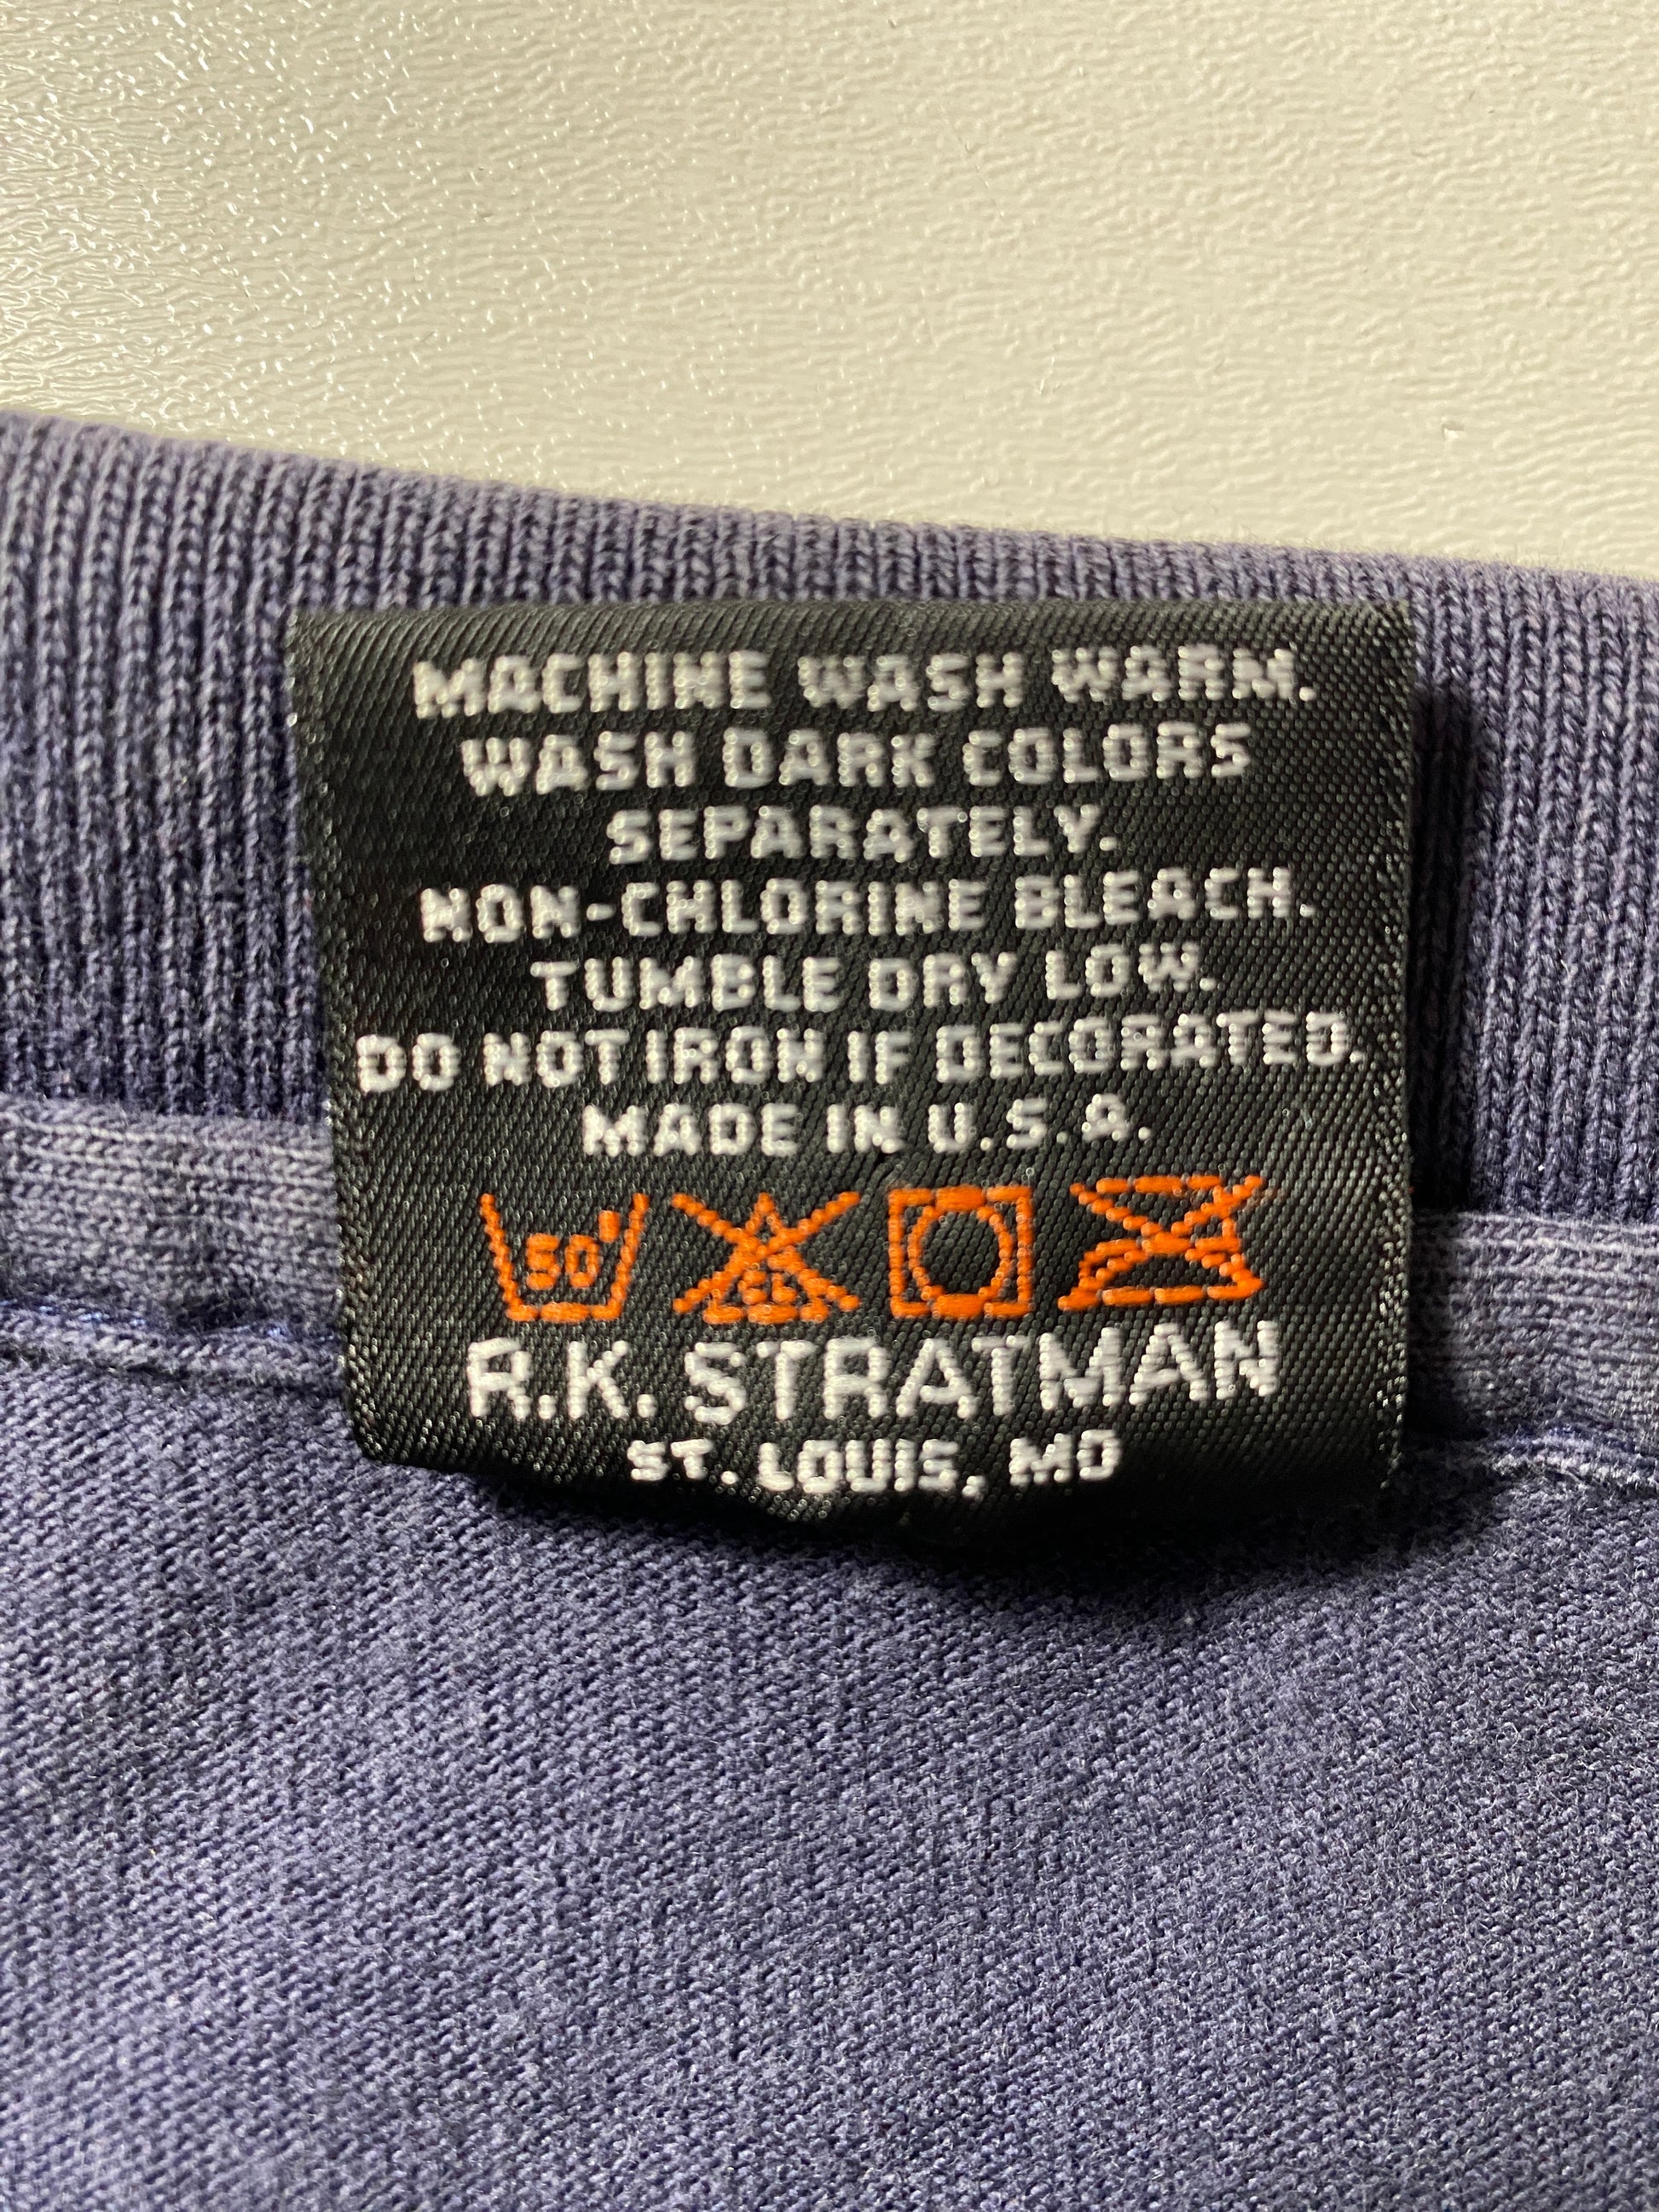 MACHINE WASH WARM.
WASH DARK COLORS
SEPARATELY.
NON-CHLORINE BLEACH.
TUMBLE DRY LOW.
DO NOT IRON IF DECORATED.
MADE IN U.S.A.
50° CL
R.K. STRATMAN
ST. LOUIS, MO